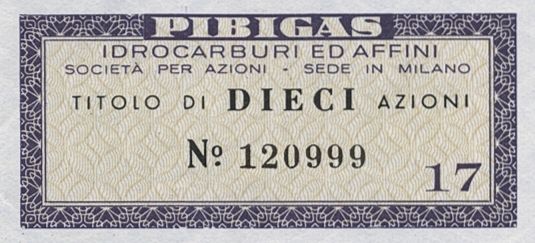 PIBIGAS
IDROCARBURI ED AFFINI
SOCIETÀ PER AZIONI - SEDE IN MILANO
TITOLO DI DIECI AZIONI
Nº 120999
17